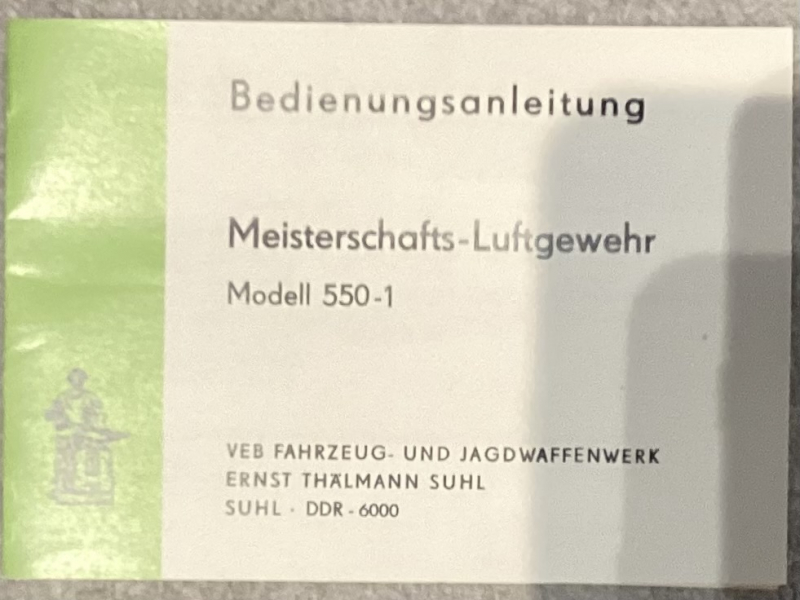 Bedienungsanleitung
Meisterschafts-Luftgewehr
Modell 550-1
VEB FAHRZEUG- UND JAGDWAFFENWERK
ERNST THÄLMANN SUHL
SUHL · DDR - 6000